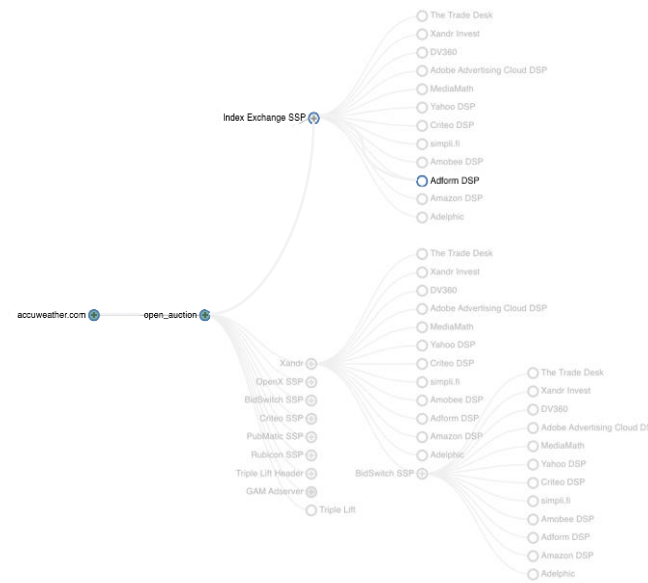 The Trade Desk
Xandr Invest
DV360
Adobe Advertising Cloud DSP
MediaMath
Index Exchange SSP
Yahoo DSP
Criteo DSP
simpli.fi
Amobee DSP
Adform DSP
Amazon DSP
Adelphic
accuweather.com
open_auction
The Trade Desk
Xandr Invest
DV360
Adobe Advertising Cloud DSP
MediaMath
Yahoo DSP
Criteo DSP
simpli.fi
Amobee DSP
Adform DSP
Amazon DSP
Adelphic
Xandr
OpenX SSP
BidSwitch SSP
Criteo SSP
PubMatic SSP
Rubicon SSP
Triple Lift Header
GAM Adserver
Triple Lift
BidSwitch SSP
The Trade Desk
Xandr Invest
DV360
Adobe Advertising Cloud
MediaMath
Yahoo DSP
Criteo DSP
simpli.fi
Amobee DSP
Adform DSP
Amazon DSP
Adelphic